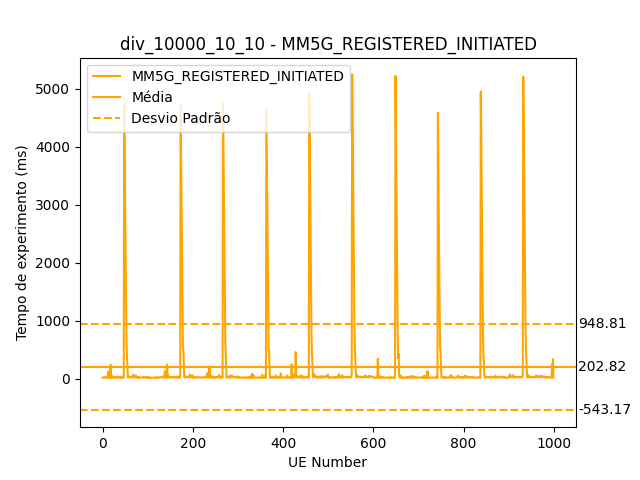 div_10000_10_10 - MM5G_REGISTERED_INITIATED
MM5G_REGISTERED_INITIATED
Média
Desvio Padrão
Tempo de experimento (ms)
5000
4000
3000
2000
1000
0
948.81
202.82
-543.17
0 200 400 600 800 1000
UE Number